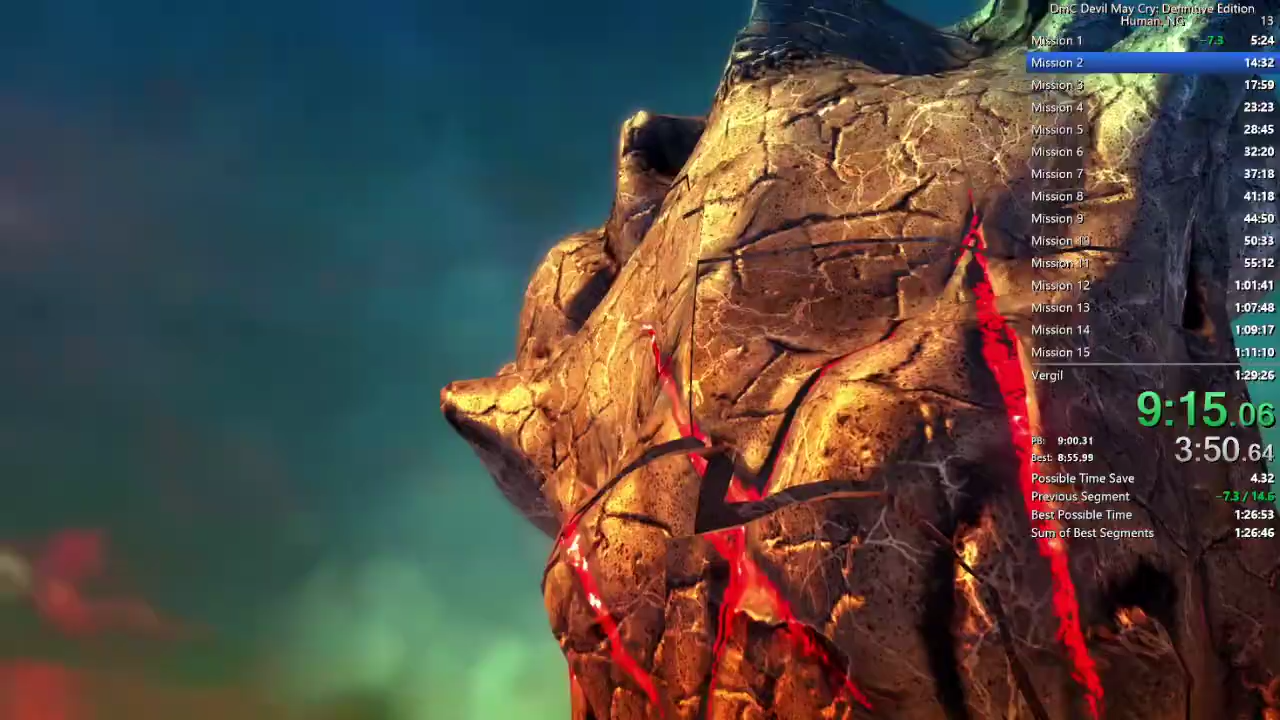 DmC Devil May Cry: Definitive Edition
Human, NG 13
Mission 1 -7.3 5:24
Mission 2 14:32
Mission 3 17:59
Mission 4 23:23
Mission 5 28:45
Mission 6 32:20
Mission 7 37:18
Mission 8 41:18
Mission 9 44:50
Mission 10 50:33
Mission 11 55:12
Mission 12 1:01:41
Mission 13 1:07:48
Mission 14 1:09:17
Mission 15 1:11:10
Vergil 1:29:26
9:15.06
PB: 9:00.31
3:50.64
Best: 8:55.99
Possible Time Save 4.32
Previous Segment -7.3 / 14.6
Best Possible Time 1:26:53
Sum of Best Segments 1:26:46